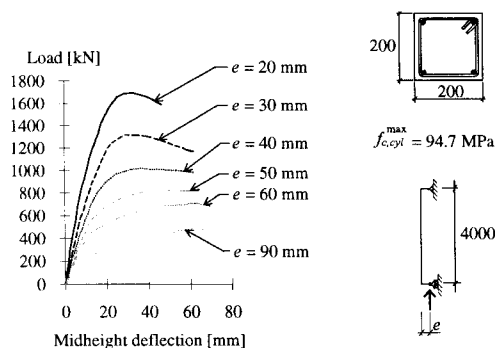 Load [kN]
1800
1600
1400
1200
1000
800
600
400
200
0
0 20 40 60 80
Midheight deflection [mm]
e = 20 mm
e = 30 mm
e = 40 mm
e = 50 mm
e = 60 mm
e = 90 mm
200
200
f c,cyl max = 94.7 MPa
4000
e